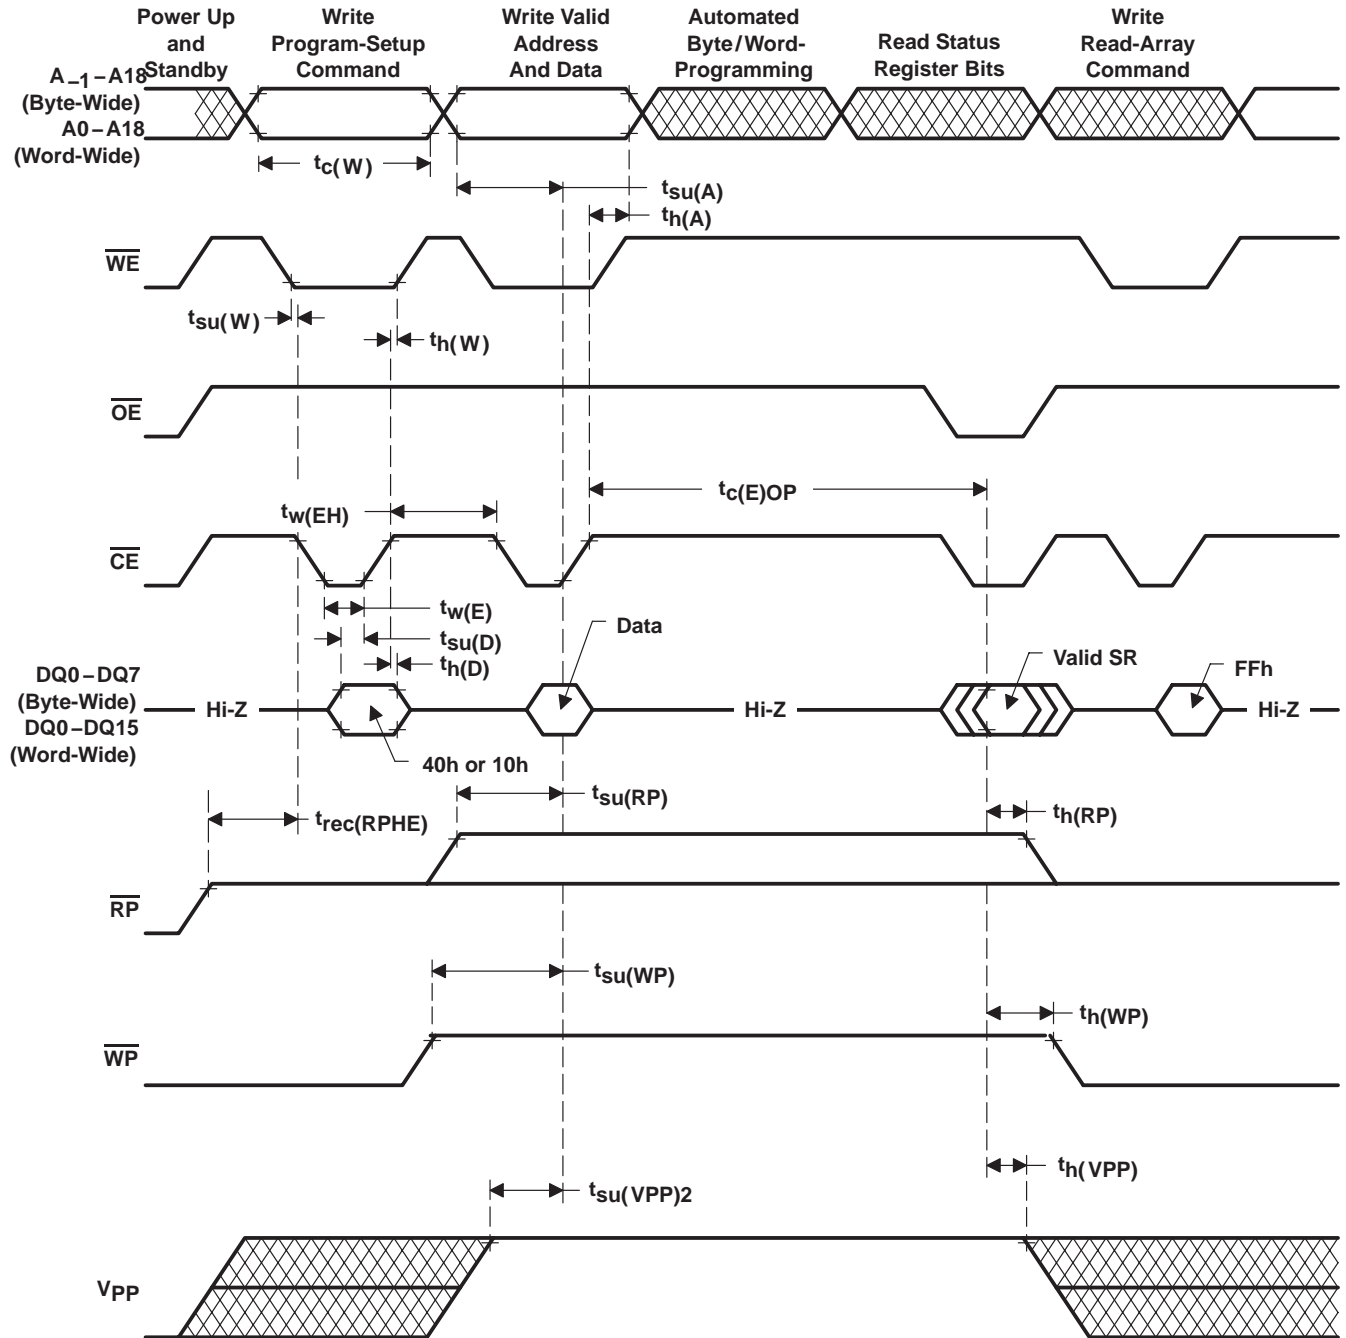 Power Up
and
Standby
Write
Program-Setup
Command
Write Valid
Address
And Data
Automated
Byte/Word-
Programming
Read Status
Register Bits
Write
Read-Array
Command
A–1–A18
(Byte-Wide)
A0–A18
(Word-Wide)
tc(W)
tsu(A)
th(A)
WE
tsu(W)
th(W)
OE
tc(E)OP
tw(EH)
CE
tw(E)
tsu(D)
th(D)
Data
Valid SR
FFh
DQ0–DQ7
(Byte-Wide)
DQ0–DQ15
(Word-Wide)
Hi-Z
Hi-Z
Hi-Z
40h or 10h
tsu(RP)
trec(RPHE)
th(RP)
RP
tsu(WP)
th(WP)
WP
th(VPP)
tsu(VPP)2
VPP